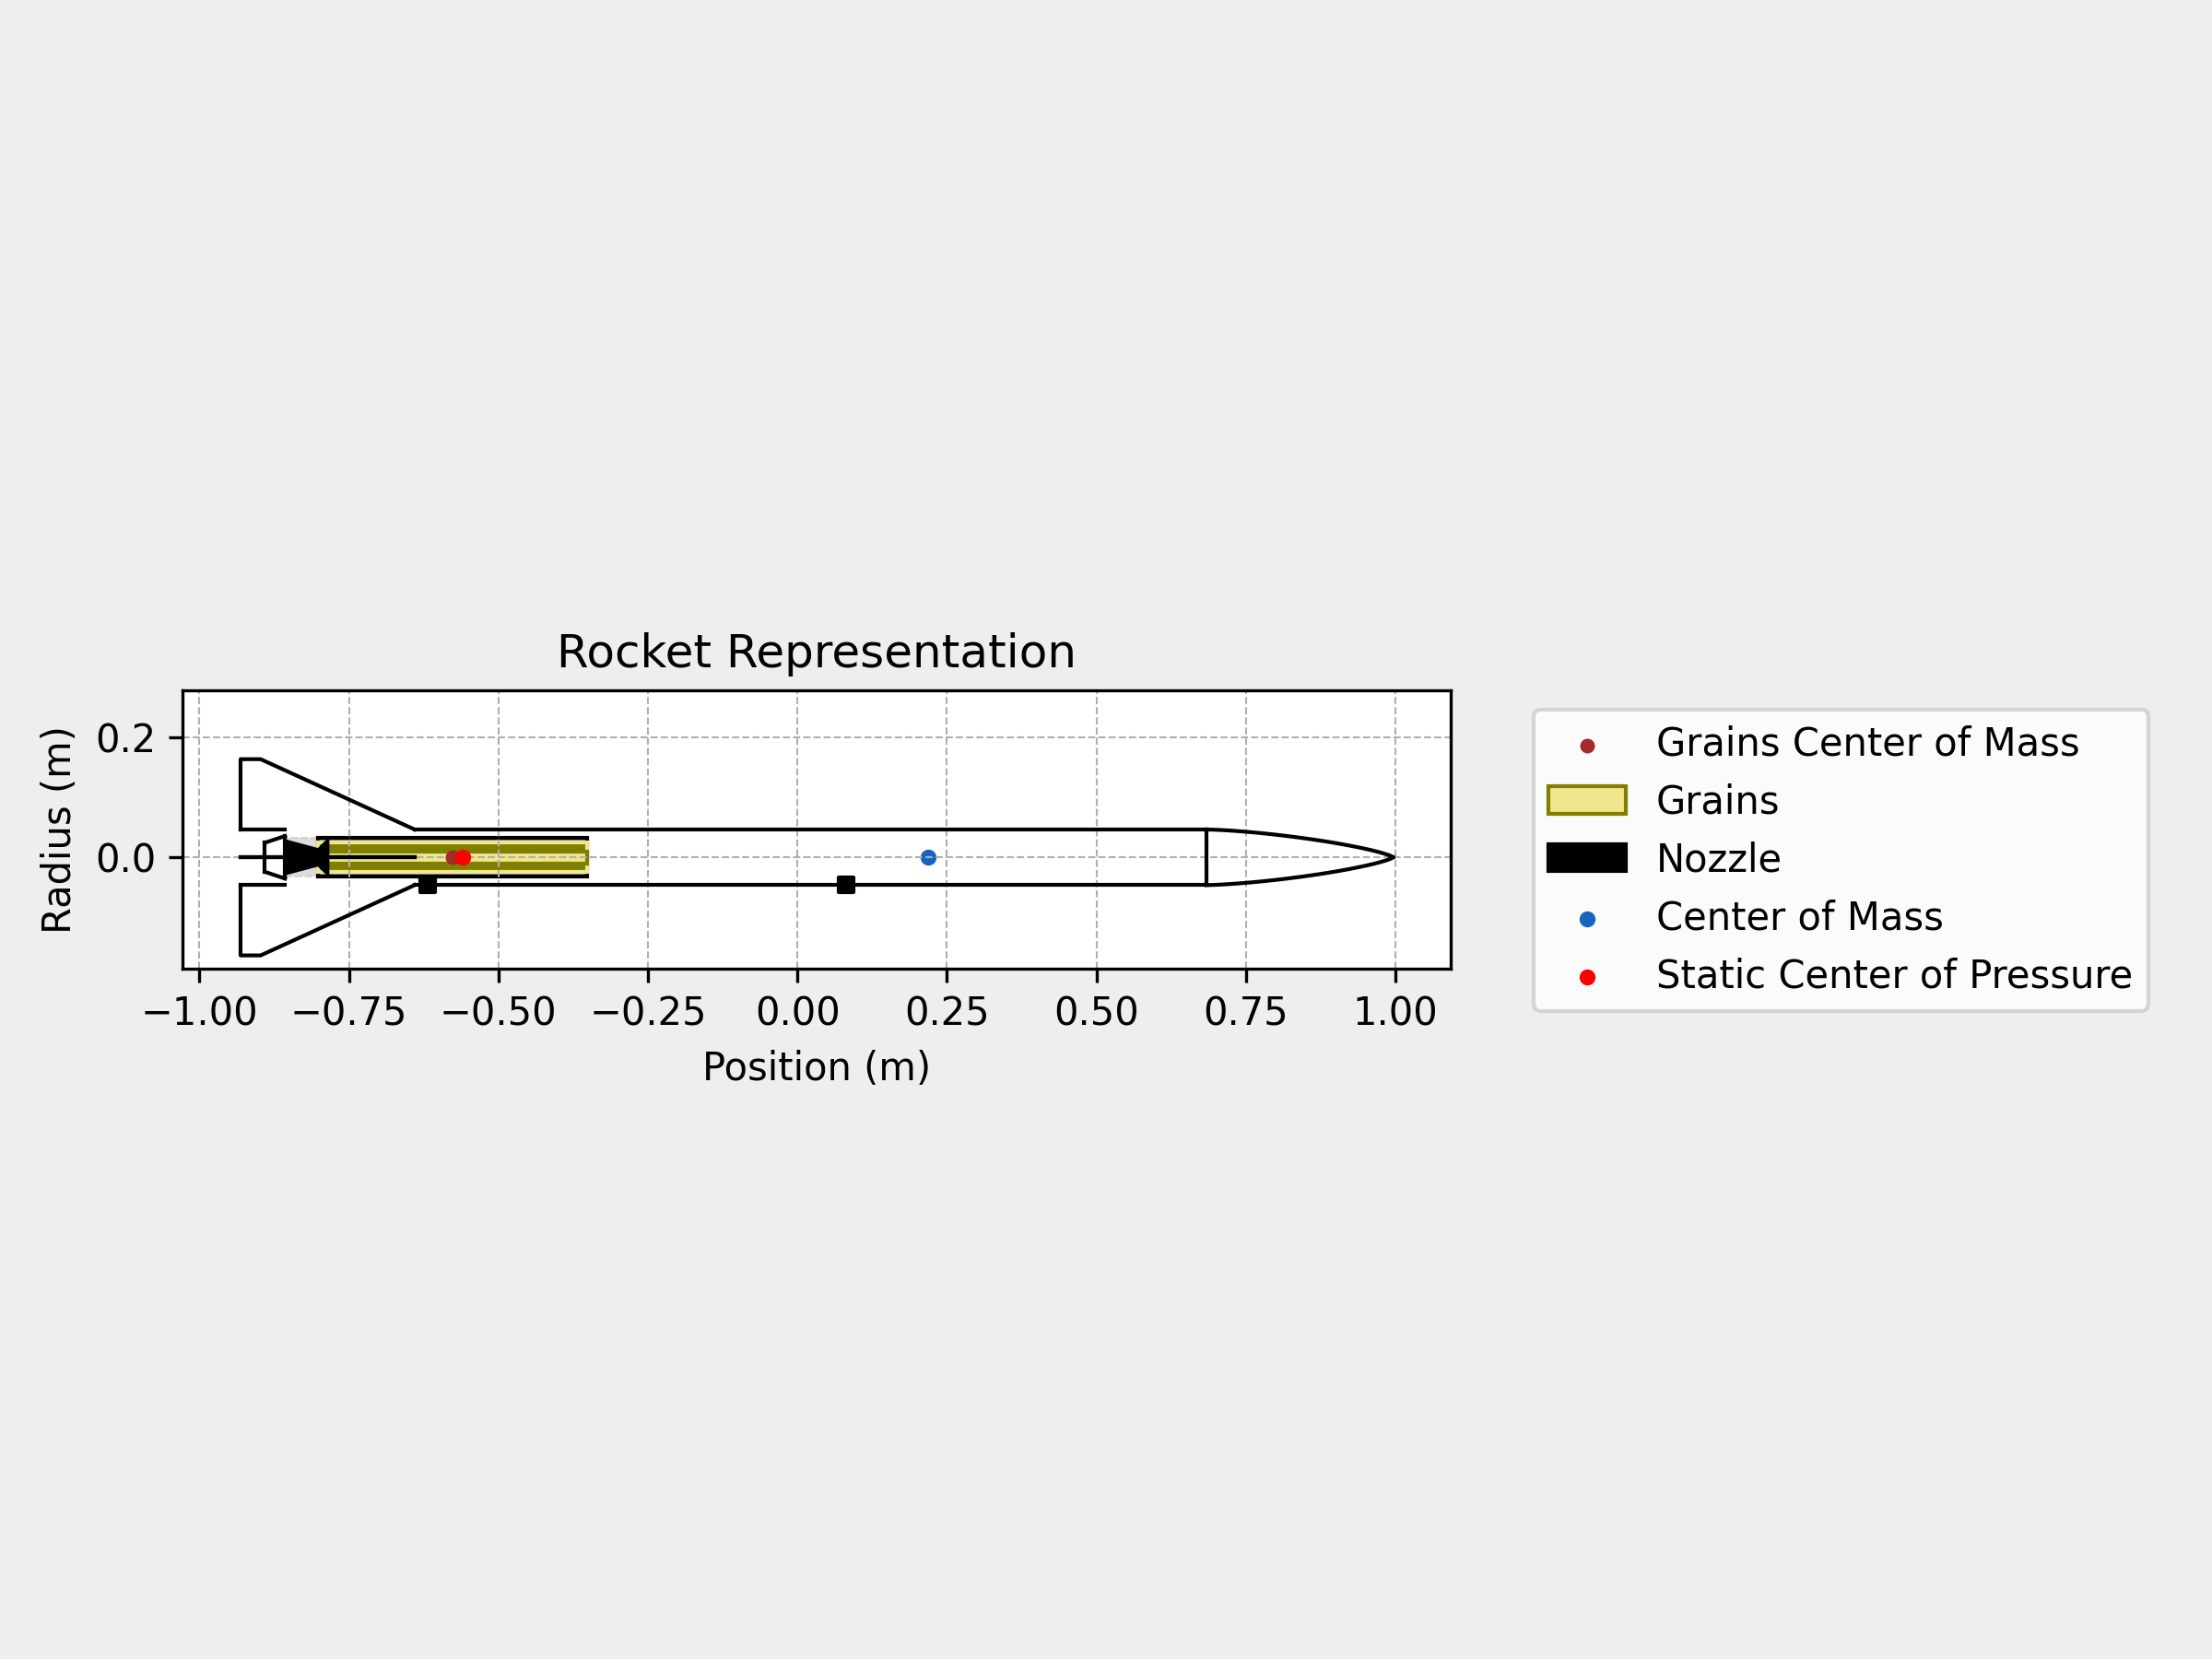 Rocket Representation
Radius (m)
0.2
0.0
−1.00 −0.75 −0.50 −0.25 0.00 0.25 0.50 0.75 1.00
Position (m)
Grains Center of Mass
Grains
Nozzle
Center of Mass
Static Center of Pressure